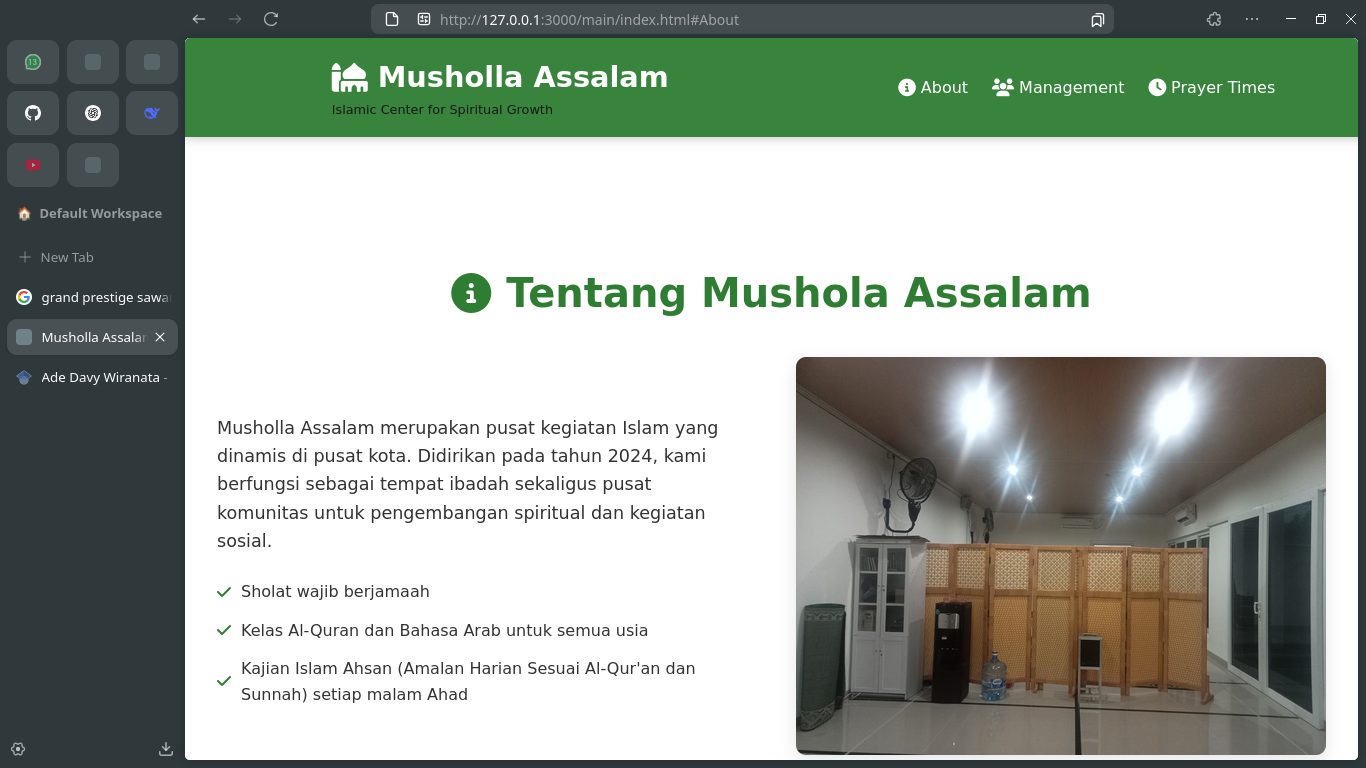 http://127.0.0.1:3000/main/index.html#About
13
Default Workspace
New Tab
grand prestige sawa
Musholla Assala
Ade Davy Wiranata -
Musholla Assalam
Islamic Center for Spiritual Growth
About
Management
Prayer Times
Tentang Mushola Assalam
Musholla Assalam merupakan pusat kegiatan Islam yang
dinamis di pusat kota. Didirikan pada tahun 2024, kami
berfungsi sebagai tempat ibadah sekaligus pusat
komunitas untuk pengembangan spiritual dan kegiatan
sosial.
Sholat wajib berjamaah
Kelas Al-Quran dan Bahasa Arab untuk semua usia
Kajian Islam Ahsan (Amalan Harian Sesuai Al-Qur'an dan
Sunnah) setiap malam Ahad